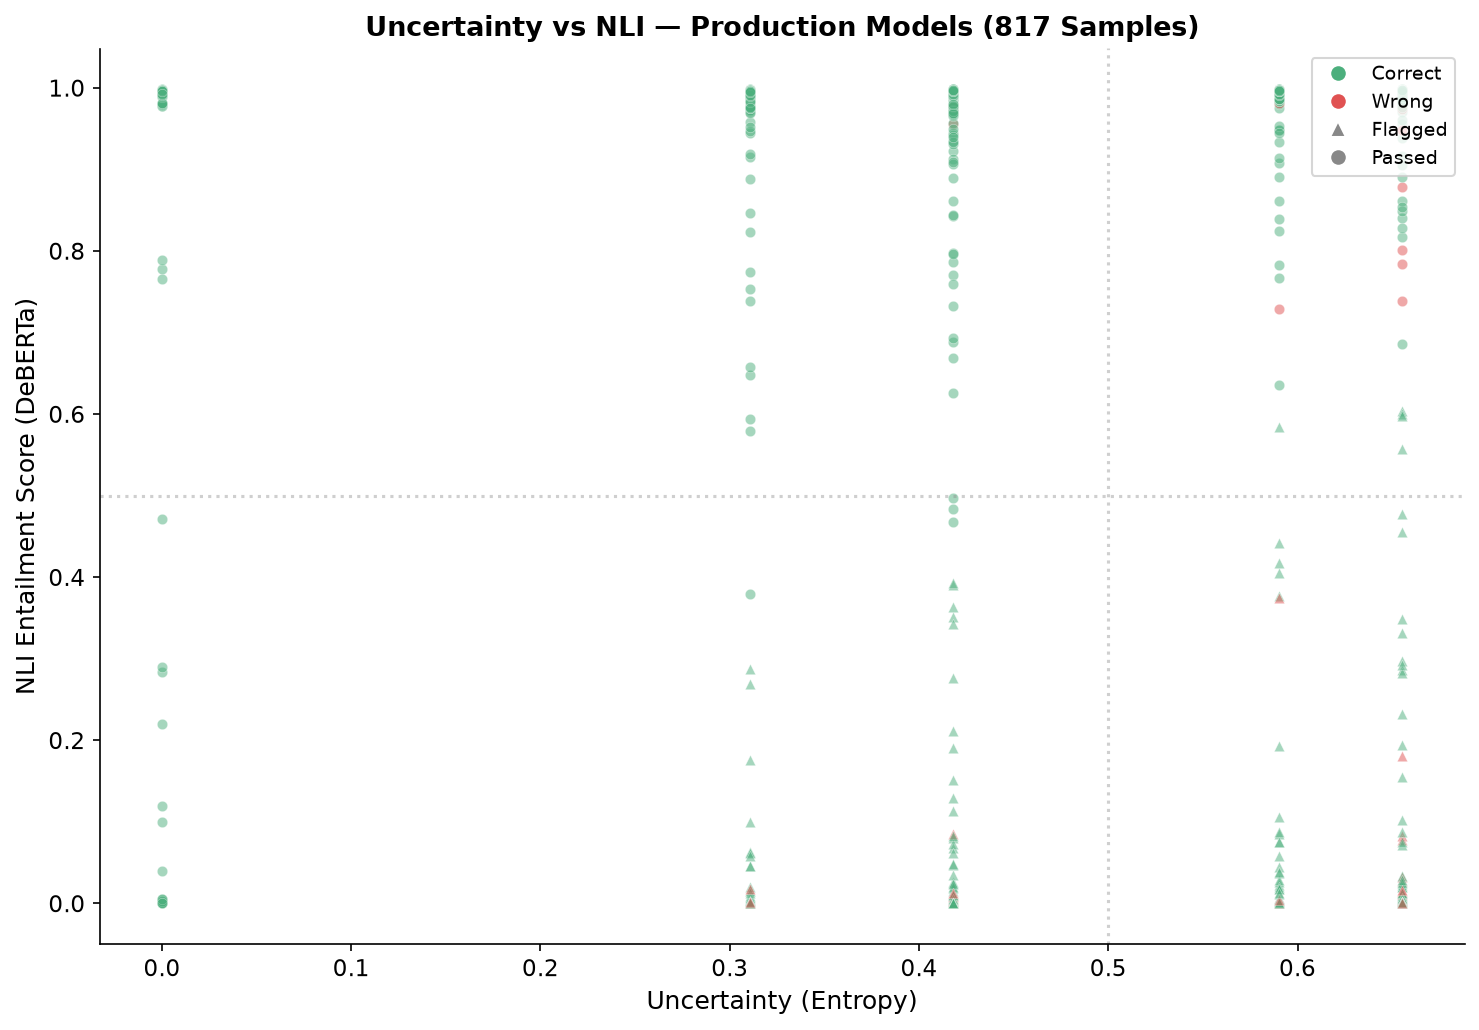 Uncertainty vs NLI — Production Models (817 Samples)
Correct
Wrong
Flagged
Passed
NLI Entailment Score (DeBERTa)
1.0
0.8
0.6
0.4
0.2
0.0
0.0 0.1 0.2 0.3 0.4 0.5 0.6
Uncertainty (Entropy)